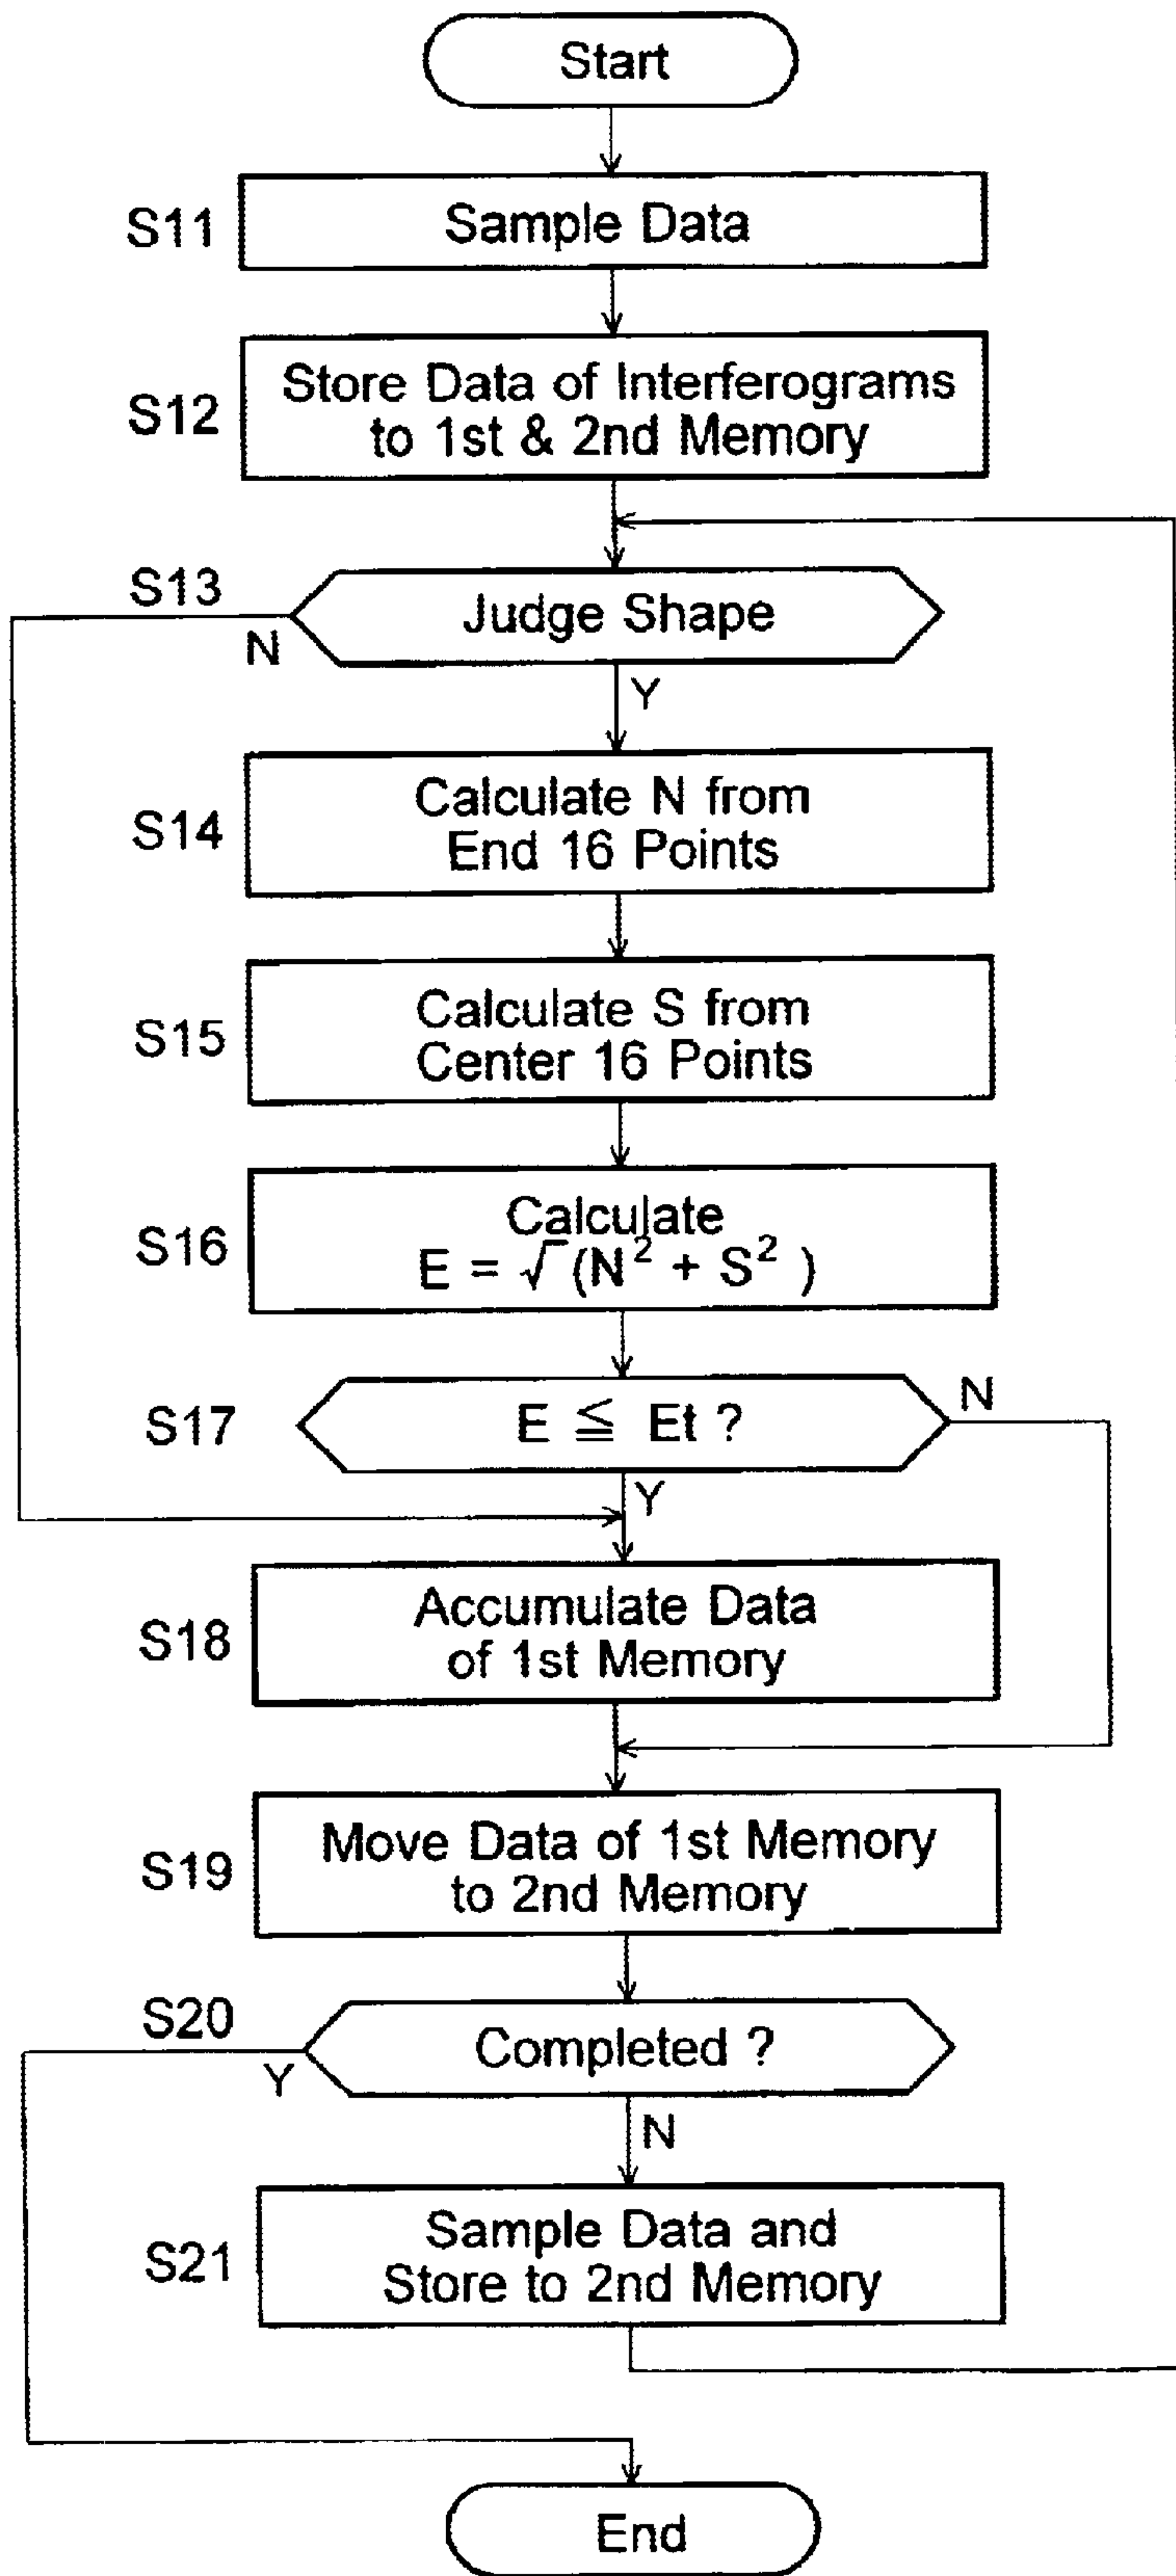 Start
S11
Sample Data
S12
Store Data of Interferograms
to 1st & 2nd Memory
S13
Judge Shape
N
Y
S14
Calculate N from
End 16 Points
S15
Calculate S from
Center 16 Points
S16
Calculate
E = √(N² + S² )
S17
E ≦ Et ?
N
Y
S18
Accumulate Data
of 1st Memory
S19
Move Data of 1st Memory
to 2nd Memory
S20
Completed ?
Y
N
S21
Sample Data and
Store to 2nd Memory
End